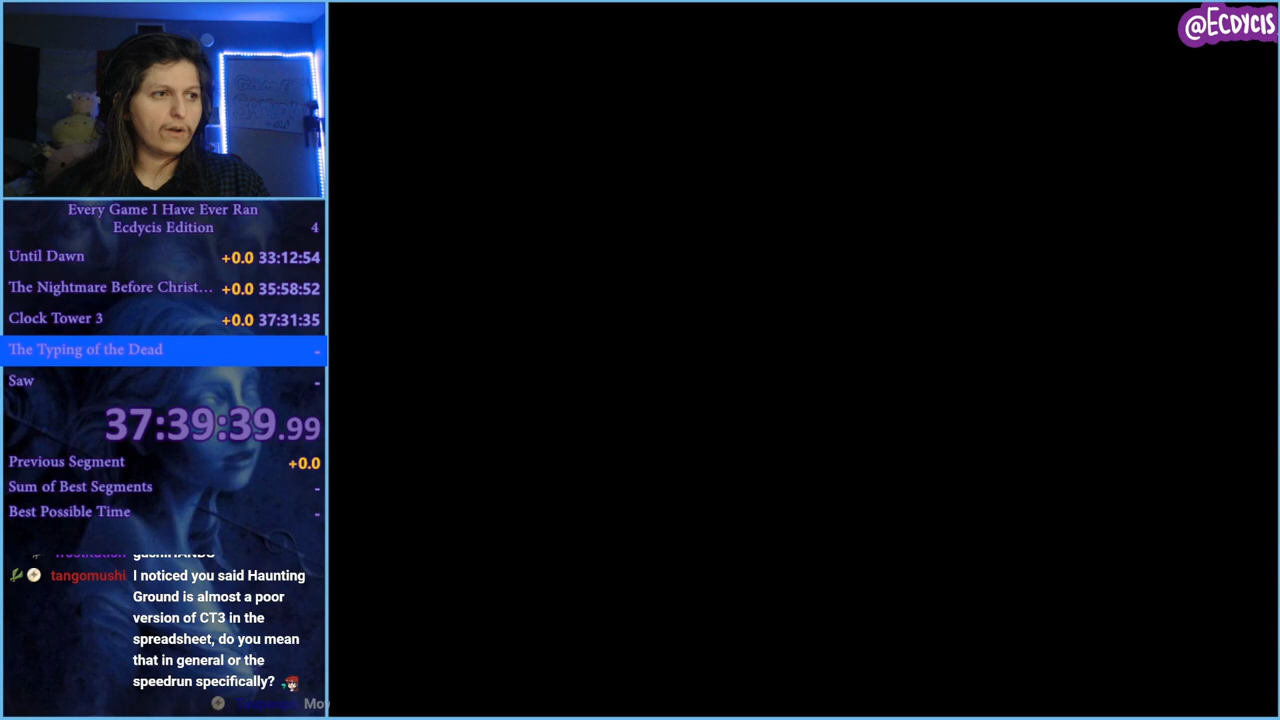 @ECDYCIS
GAME
Every Game I Have Ever Ran
Ecdycis Edition 4
Until Dawn +0.0 33:12:54
The Nightmare Before Christ... +0.0 35:58:52
Clock Tower 3 +0.0 37:31:35
The Typing of the Dead -
Saw -
37:39:39.99
Previous Segment +0.0
Sum of Best Segments -
Best Possible Time -
tangomushi I noticed you said Haunting
Ground is almost a poor
version of CT3 in the
spreadsheet, do you mean
that in general or the
speedrun specifically?